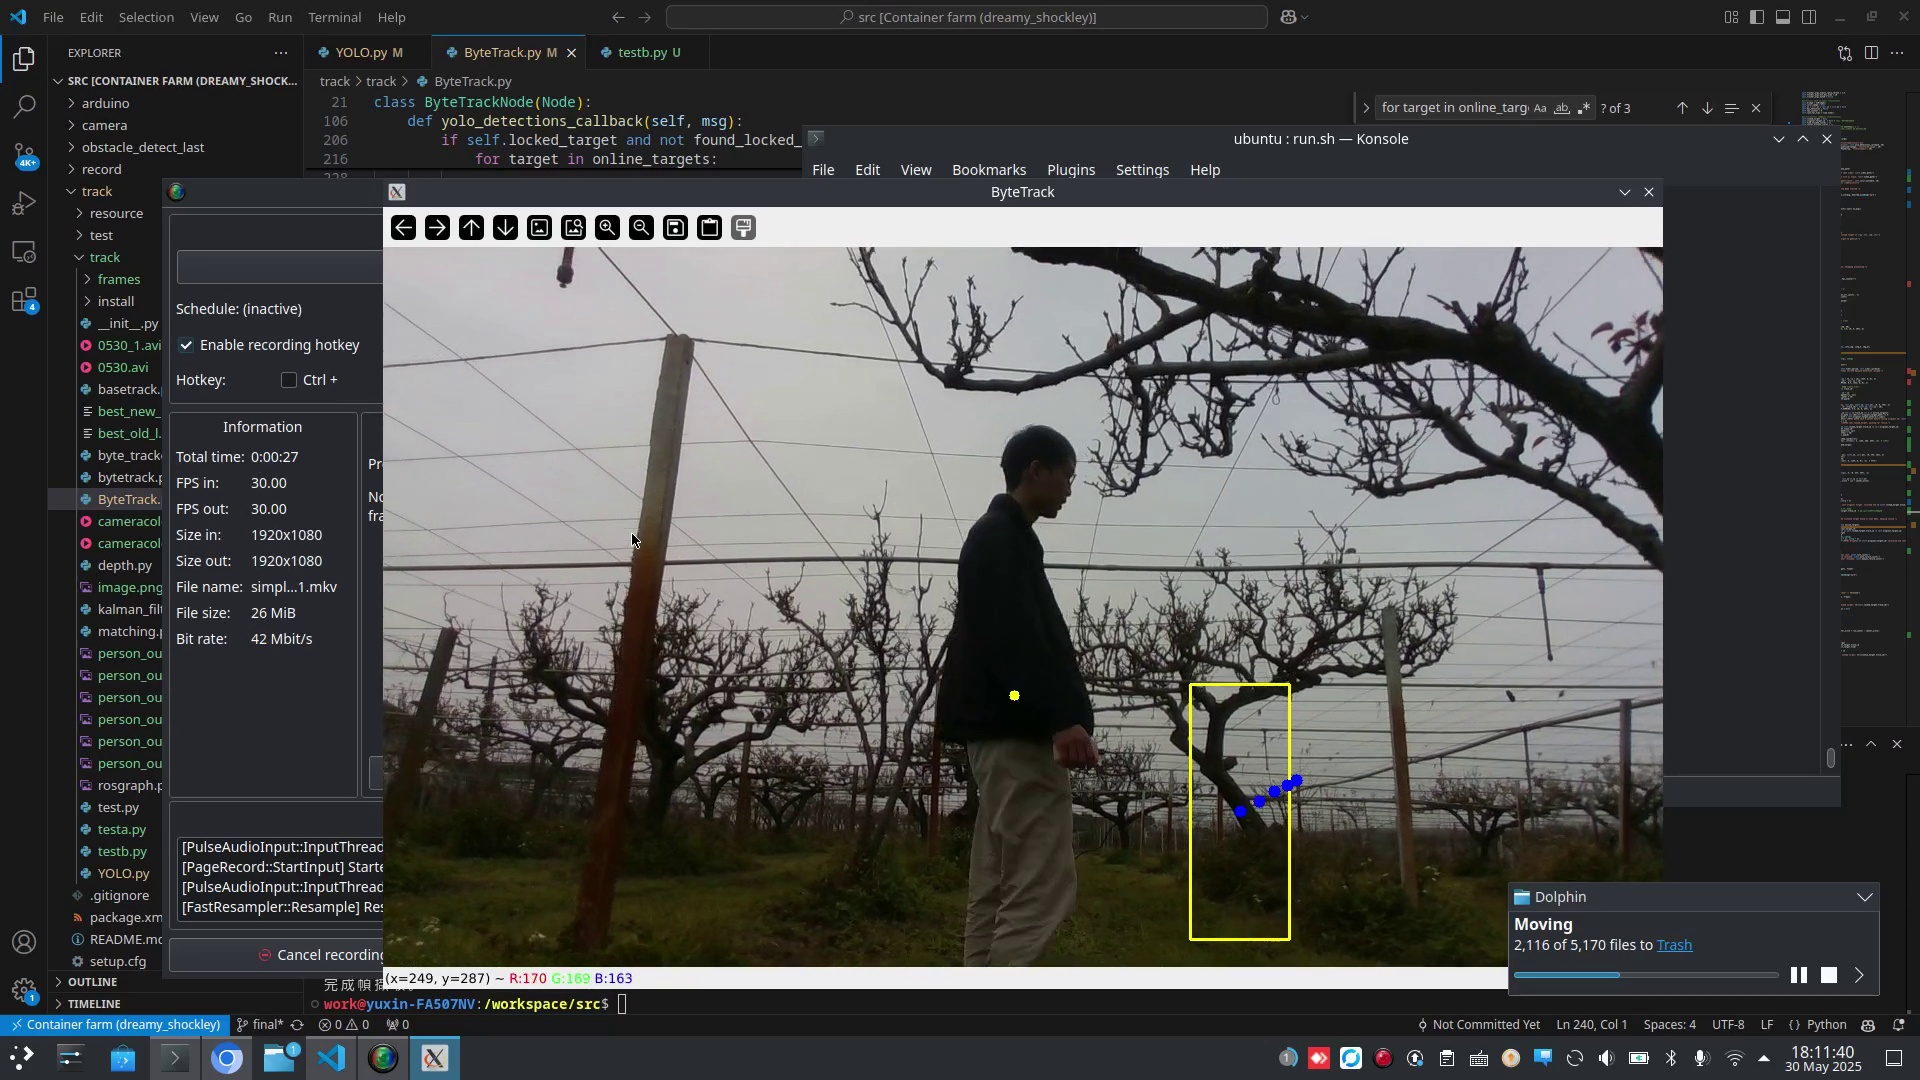 File Edit Selection View Go Run Terminal Help
src [Container farm (dreamy_shockley)]
EXPLORER
YOLO.py M
ByteTrack.py M
testb.py U
SRC [CONTAINER FARM (DREAMY_SHOCK...
track > track > ByteTrack.py
arduino
camera
obstacle_detect_last
record
track
resource
test
track
frames
install
__init__.py
0530_1.avi
0530.avi
basetrack.
best_new_
best_old_l.
byte_track
bytetrack.p
ByteTrack.
cameracol
cameracol
depth.py
image.png
kalman_filt
matching.p
person_ou
person_ou
person_ou
person_ou
person_ou
person_ou
rosgraph.p
test.py
testa.py
testb.py
YOLO.py
.gitignore
package.xm
README.md
setup.cfg
OUTLINE
TIMELINE
4K+
4
1
21 class ByteTrackNode(Node):
106 def yolo_detections_callback(self, msg):
206 if self.locked_target and not found_locked_
216 for target in online_targets:
for target in online_targ
Aa ab .*
? of 3
ubuntu : run.sh — Konsole
File Edit View Bookmarks Plugins Settings Help
ByteTrack
Schedule: (inactive)
Enable recording hotkey
Hotkey: Ctrl +
Information
Total time: 0:00:27
FPS in: 30.00
FPS out: 30.00
Size in: 1920x1080
Size out: 1920x1080
File name: simpl...1.mkv
File size: 26 MiB
Bit rate: 42 Mbit/s
Pr
No
fra
[PulseAudioInput::InputThread
[PageRecord::StartInput] Starte
[PulseAudioInput::InputThread
[FastResampler::Resample] Res
Cancel recording
(x=249, y=287) ~ R:170 G:169 B:163
Dolphin
Moving
2,116 of 5,170 files to Trash
work@yuxin-FA507NV:/workspace/src$
Container farm (dreamy_shockley)
final*
0 0
0
Not Committed Yet
Ln 240, Col 1
Spaces: 4
UTF-8
LF
Python
1
1
18:11:40
30 May 2025